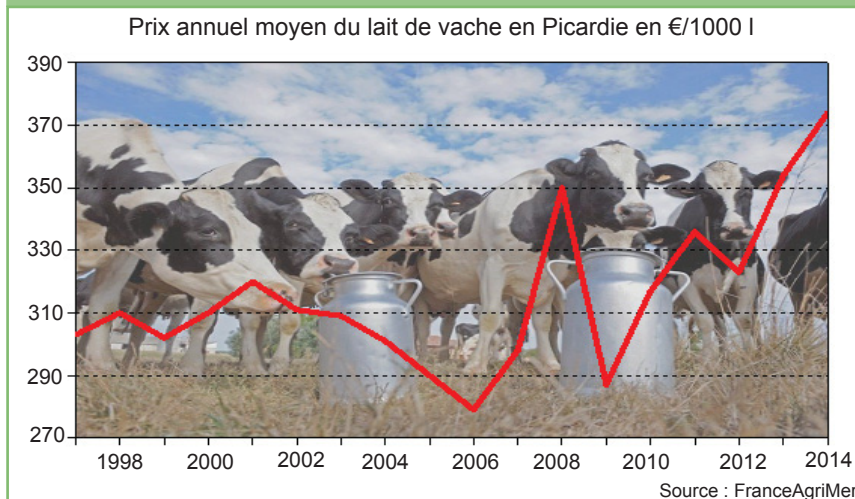 Prix annuel moyen du lait de vache en Picardie en €/1000 l
390
370
350
330
310
290
270
1998 2000 2002 2004 2006 2008 2010 2012 2014
Source : FranceAgriMer